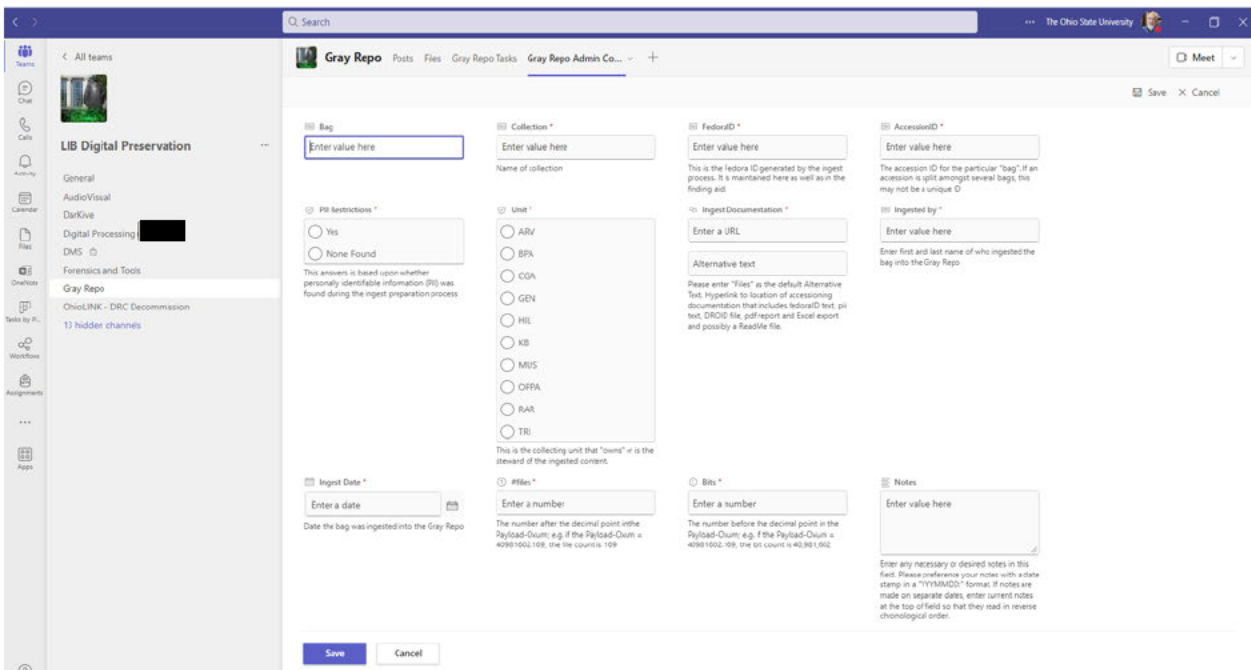 Search
The Ohio State University
Teams
Chat
Calls
Activity
Calendar
Files
OneNote
Tasks by Pl...
Workflows
Assignments
Apps
All teams
LIB Digital Preservation
General
AudioVisual
DarKive
Digital Processing
DMS
Forensics and Tools
Gray Repo
OhioLINK - DRC Decommission
13 hidden channels
Gray Repo Posts Files Gray Repo Tasks Gray Repo Admin Co...
Meet
Save Cancel
Bag
Enter value here
Collection *
Enter value here
Name of collection
FedoraID *
Enter value here
This is the Fedora ID generated by the ingest
process. It is maintained here as well as in the
finding aid.
AccessionID *
Enter value here
The accession ID for the particular "bag". If an
accession is split amongst several bags, this
may not be a unique ID
PII Restrictions *
Yes
None Found
This answers is based upon whether
personally identifable information (PII) was
found during the ingest preparation process
Unit *
ARV
BPA
CGA
GEN
HIL
KB
MUS
OPPA
RAR
TRI
This is the collecting unit that "owns" or is the
steward of the ingested content.
Ingest Documentation *
Enter a URL
Alternative text
Please enter "Files" as the default Alternative
Text. Hyperlink to location of accessioning
documentation that includes fedoraID text, pii
text, DROID file, pdf report and Excel export
and possibly a ReadMe file.
Ingested by *
Enter value here
Enter first and last name of who ingested the
bag into the Gray Repo
Ingest Date *
Enter a date
Date the bag was ingested into the Gray Repo
#files *
Enter a number
The number after the decimal point in the
Payload-Oxum; e.g. if the Payload-Oxum =
40981602.109, the file count is 109
Bits *
Enter a number
The number before the decimal point in the
Payload-Oxum; e.g. if the Payload-Oxum =
40981602.109, the bit count is 40,981,602
Notes
Enter value here
Enter any necessary or desired notes in this
field. Please preference your notes with a date
stamp in a "YYYMMDD:" format. If notes are
made on separate dates, enter current notes
at the top of field so that they read in reverse
chonological order.
Save Cancel